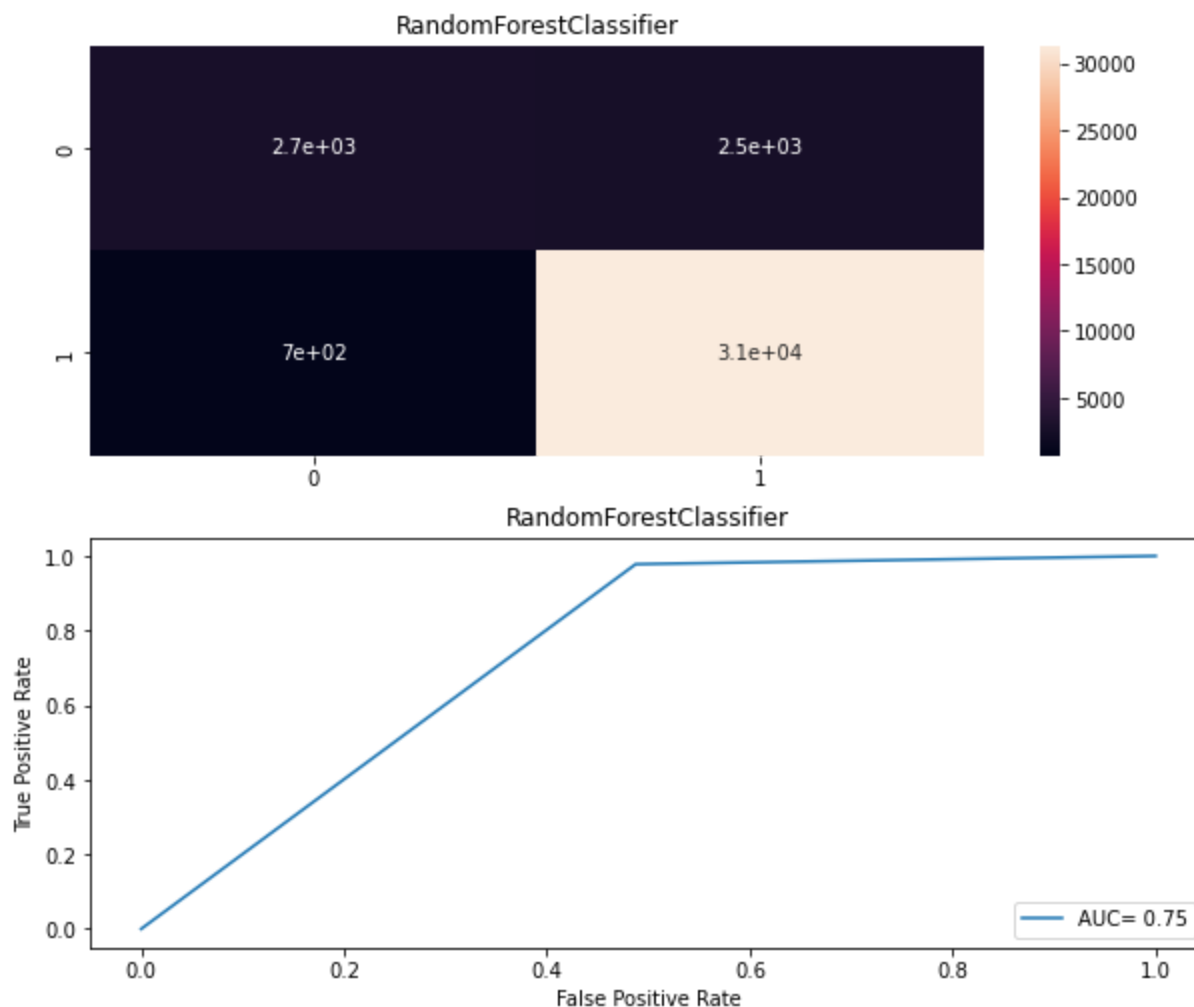 RandomForestClassifier
0
2.7e+03
2.5e+03
1
7e+02
3.1e+04
0
1
30000
25000
20000
15000
10000
5000
RandomForestClassifier
True Positive Rate
1.0
0.8
0.6
0.4
0.2
0.0
AUC= 0.75
0.0
0.2
0.4
0.6
0.8
1.0
False Positive Rate